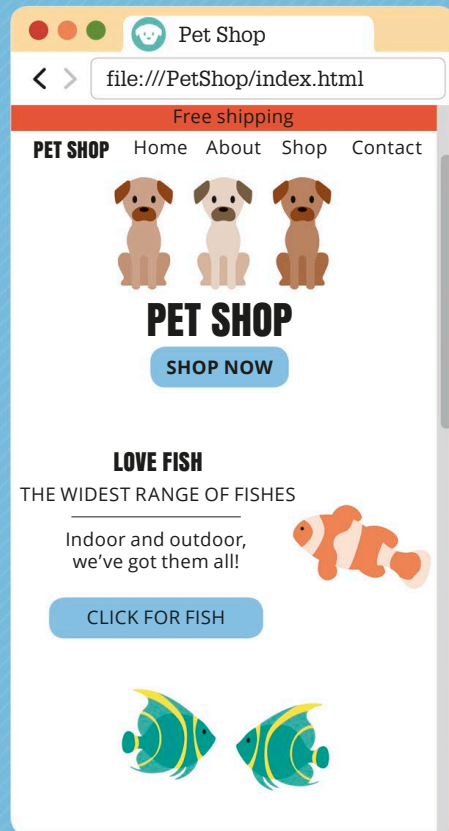 Pet Shop
file:///PetShop/index.html
Free shipping
PET SHOP Home About Shop Contact
PET SHOP
SHOP NOW
LOVE FISH
THE WIDEST RANGE OF FISHES
Indoor and outdoor,
we've got them all!
CLICK FOR FISH